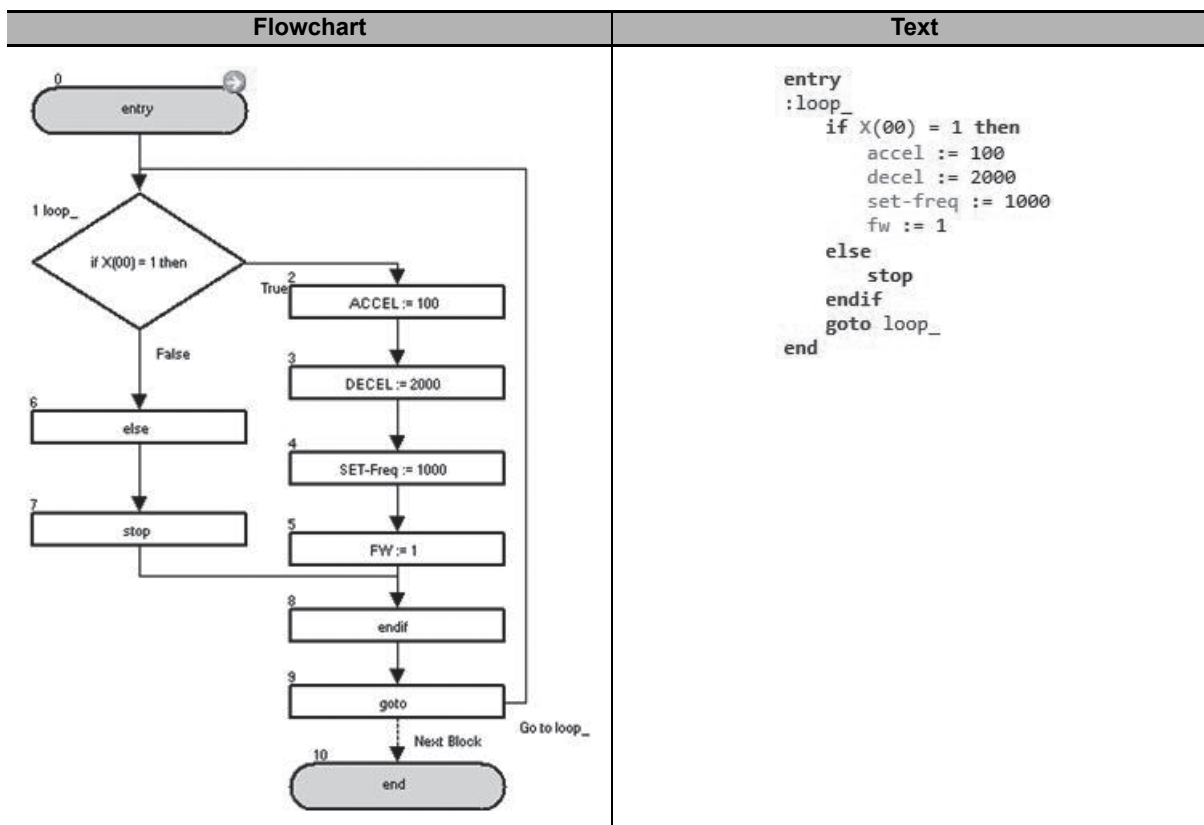 Flowchart
Text
0
entry
1 loop_
if X(00) = 1 then
True
2
ACCEL := 100
False
3
DECEL := 2000
6
else
4
SET-Freq := 1000
7
stop
5
FW := 1
8
endif
9
goto
Go to loop_
Next Block
10
end
entry
:loop_
if X(00) = 1 then
accel := 100
decel := 2000
set-freq := 1000
fw := 1
else
stop
endif
goto loop_
end